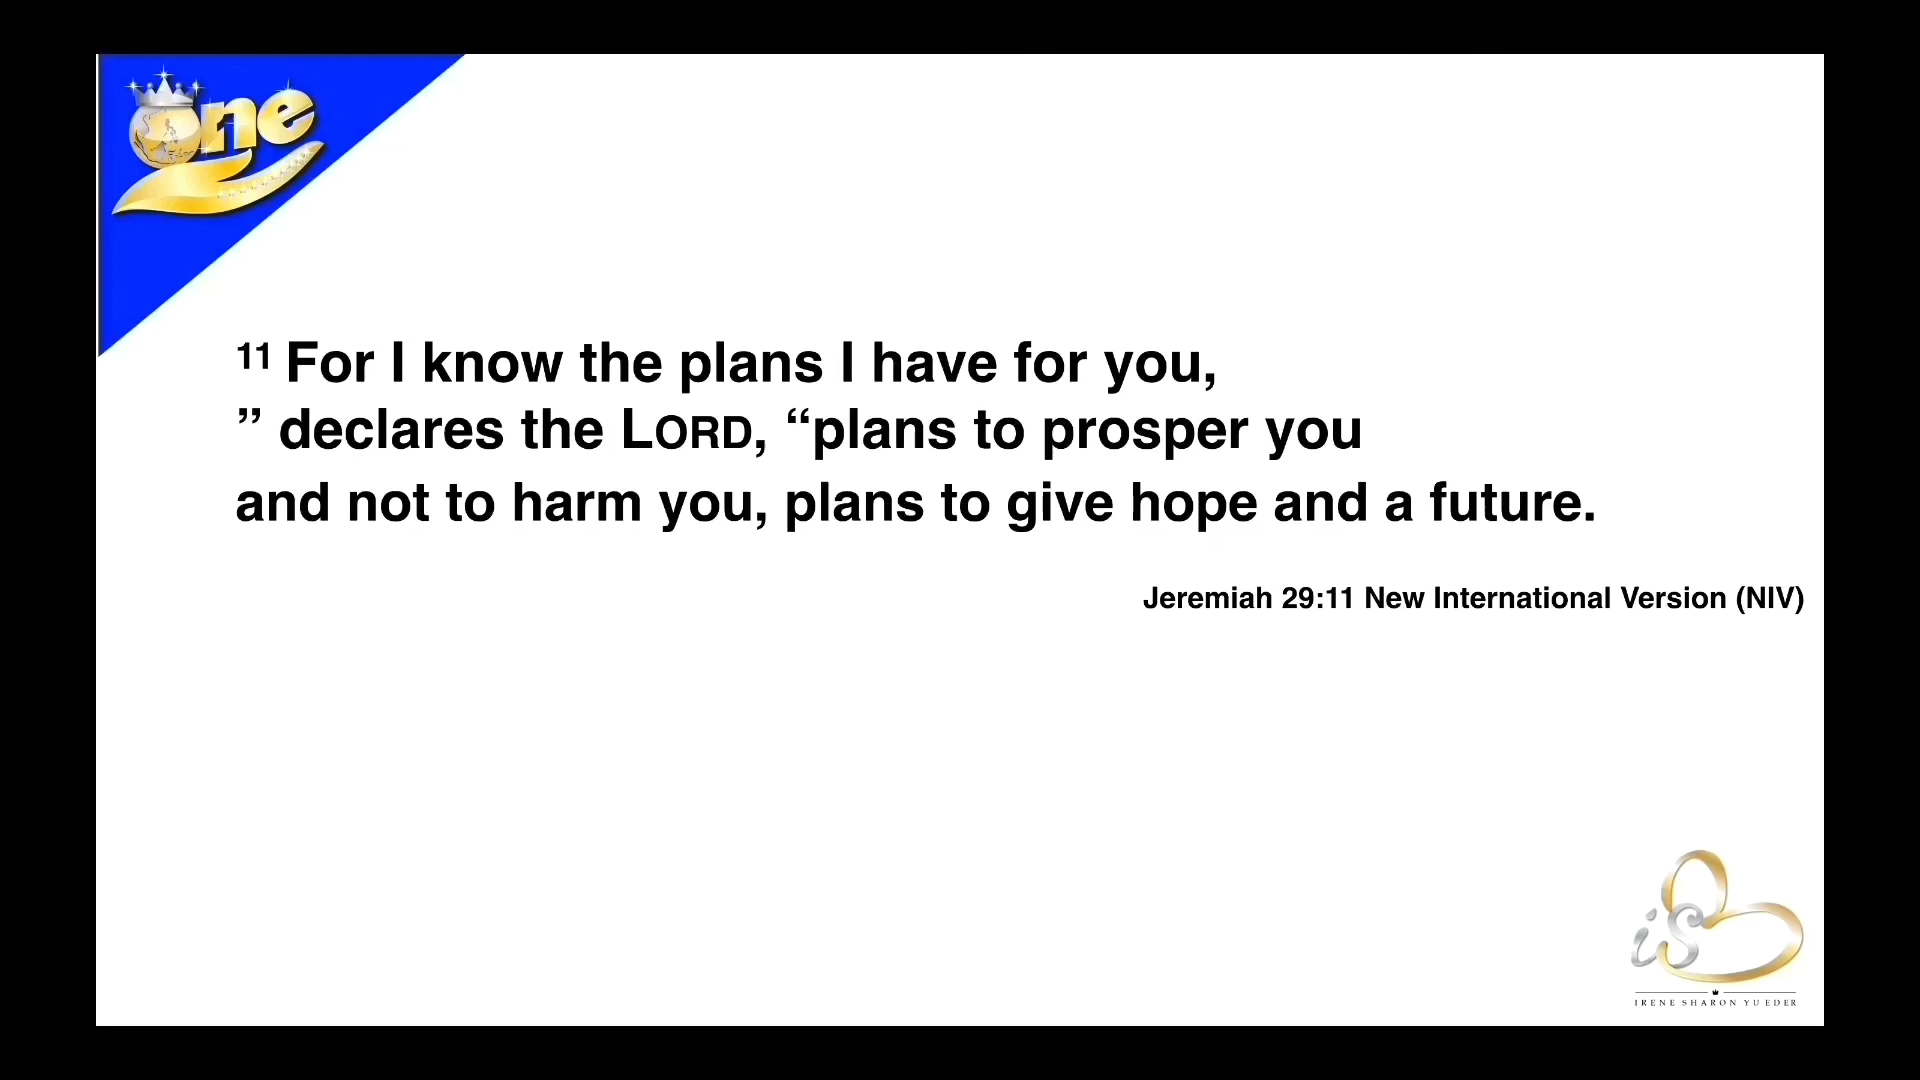 One
11 For I know the plans I have for you,
” declares the LORD, “plans to prosper you
and not to harm you, plans to give hope and a future.
Jeremiah 29:11 New International Version (NIV)
iS
IRENE SHARON YU EDER